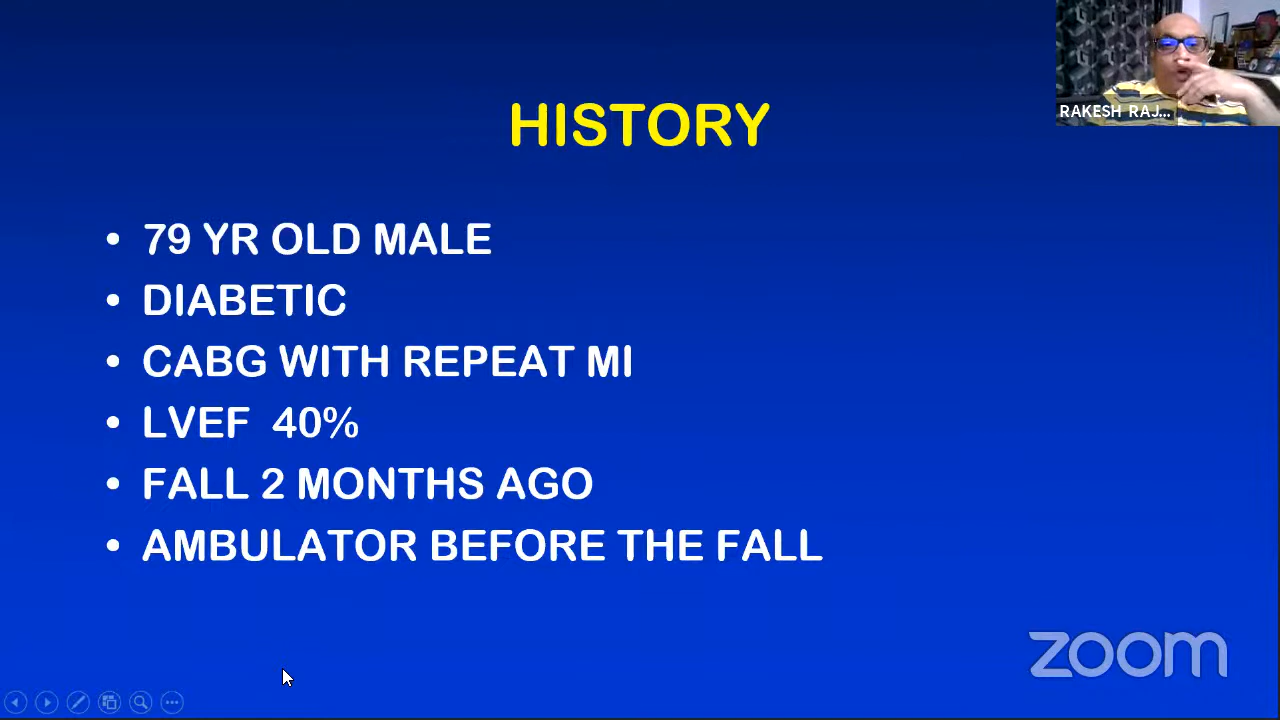 RAKESH RAJ...
HISTORY
• 79 YR OLD MALE
• DIABETIC
• CABG WITH REPEAT MI
• LVEF 40%
• FALL 2 MONTHS AGO
• AMBULATOR BEFORE THE FALL
zoom